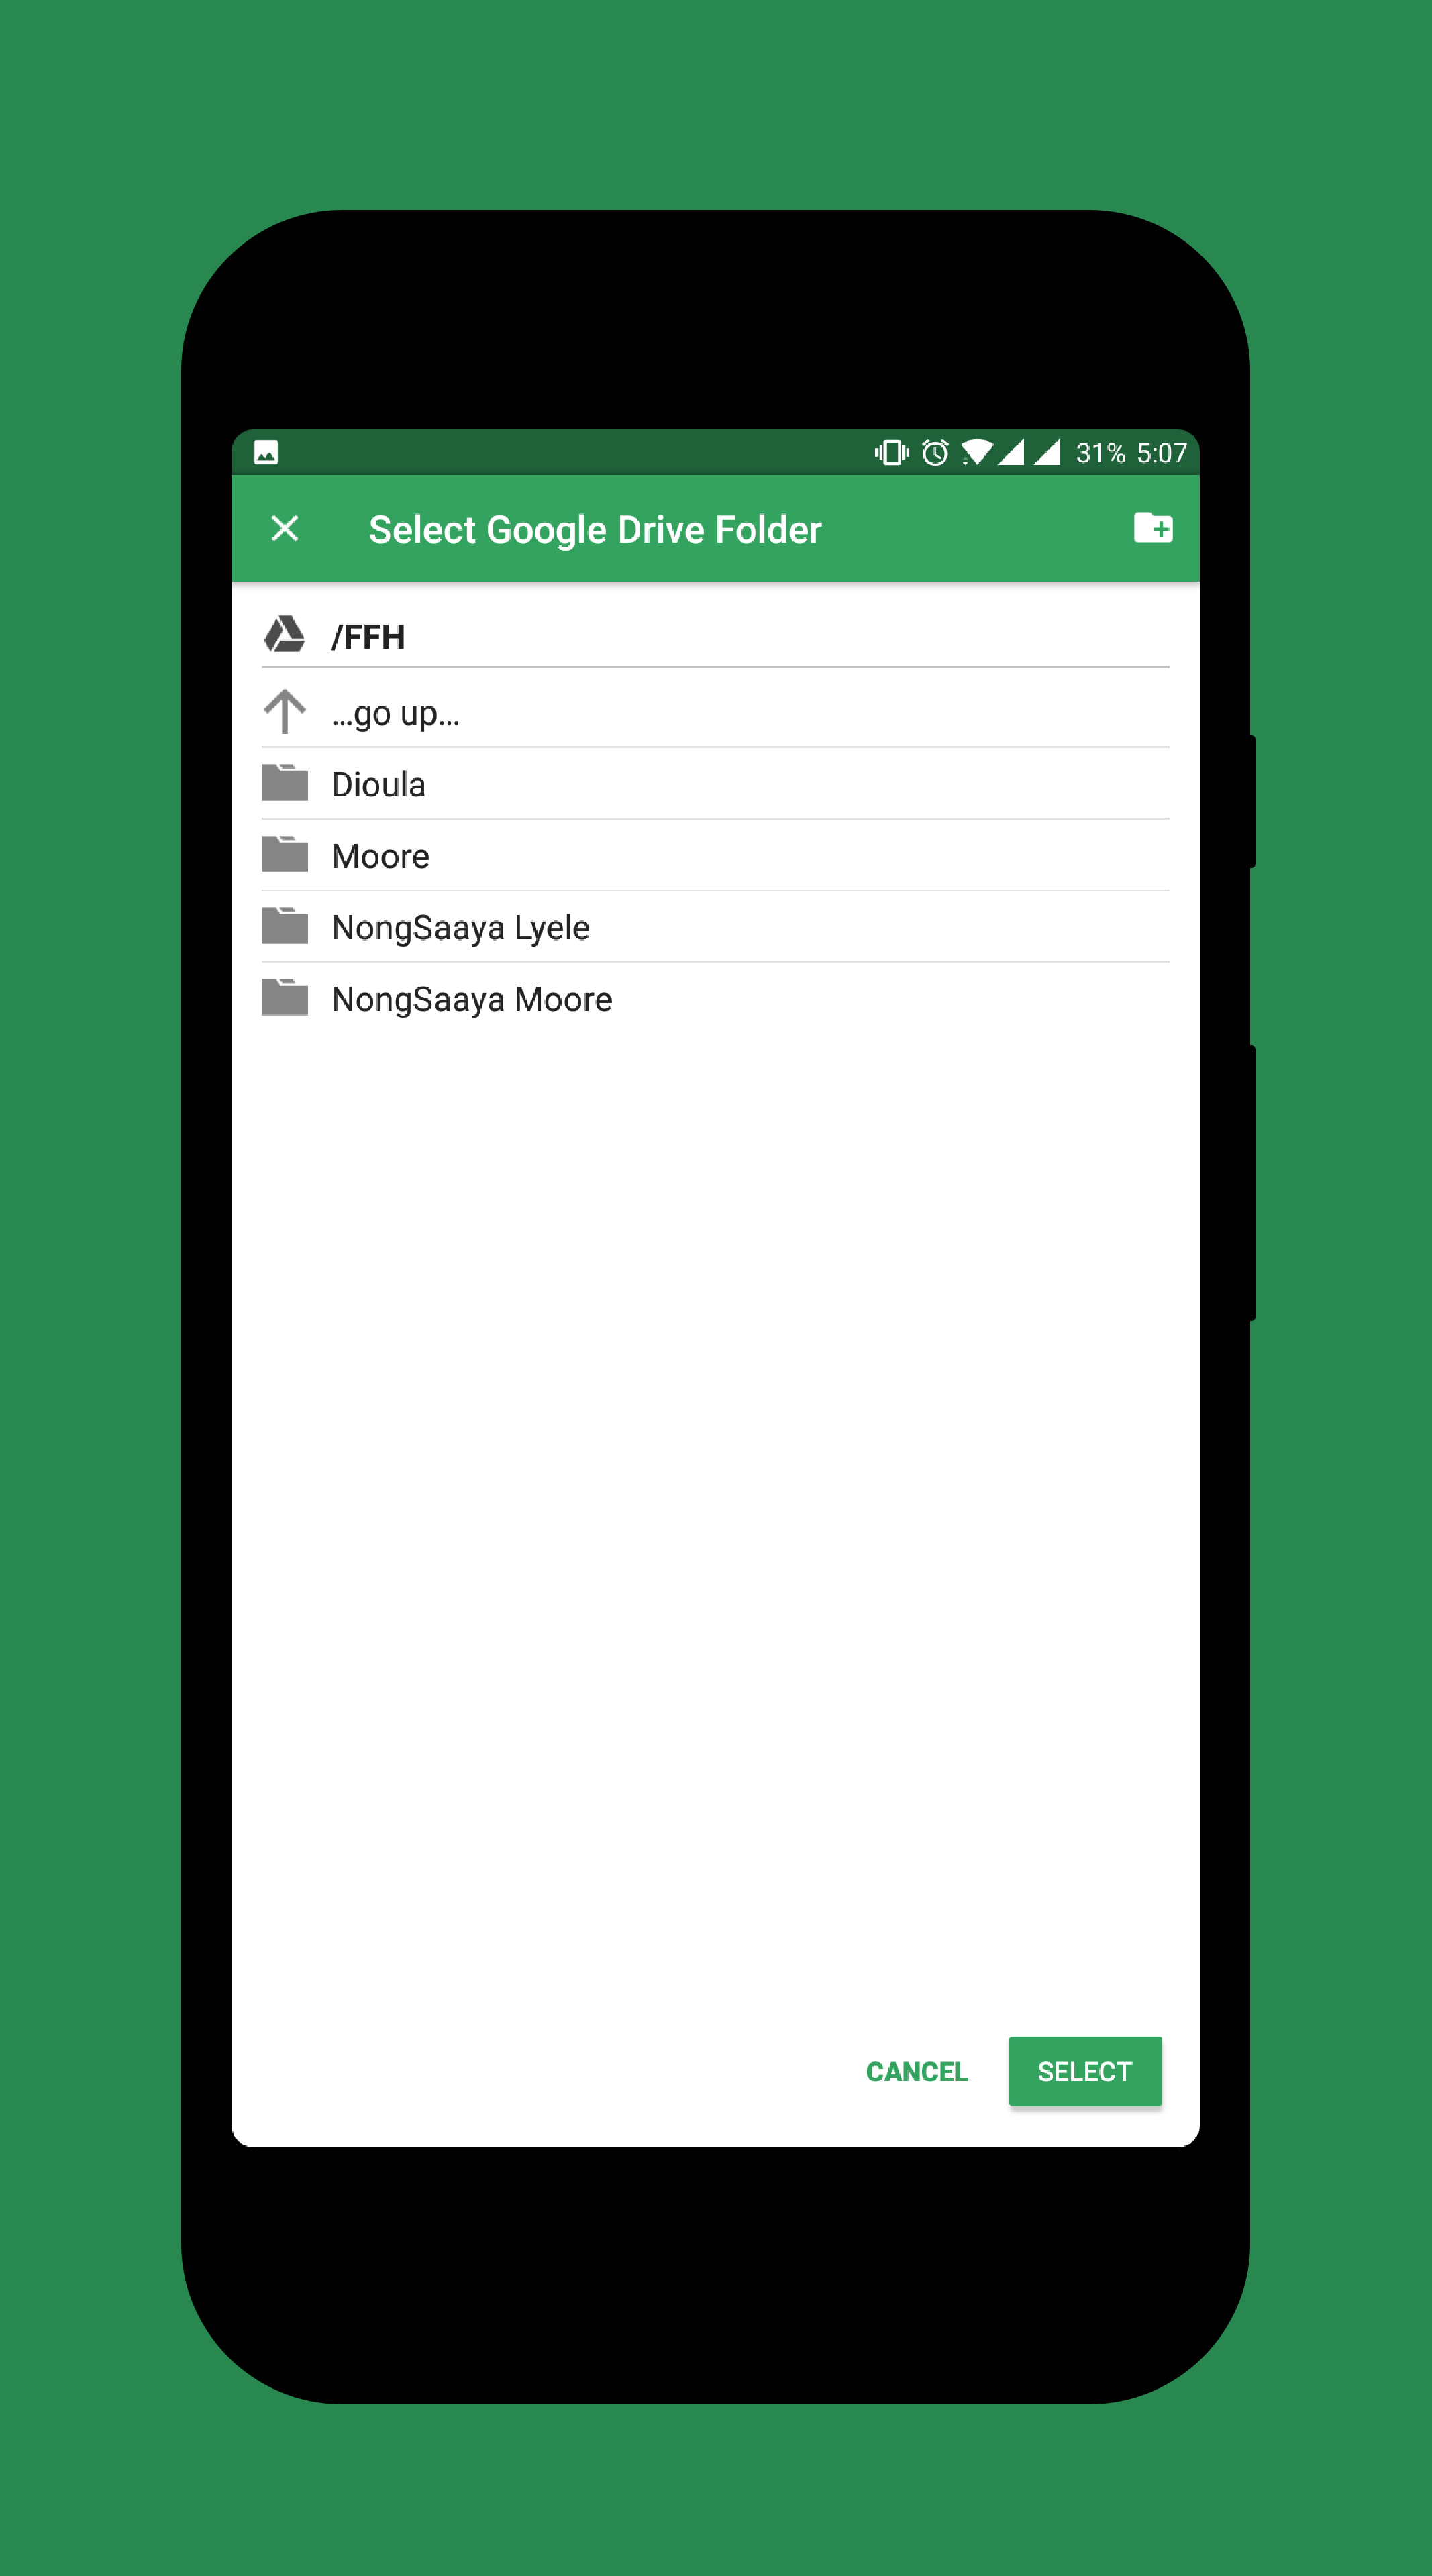 31% 5:07
Select Google Drive Folder
/FFH
...go up...
Dioula
Moore
NongSaaya Lyele
NongSaaya Moore
CANCEL SELECT